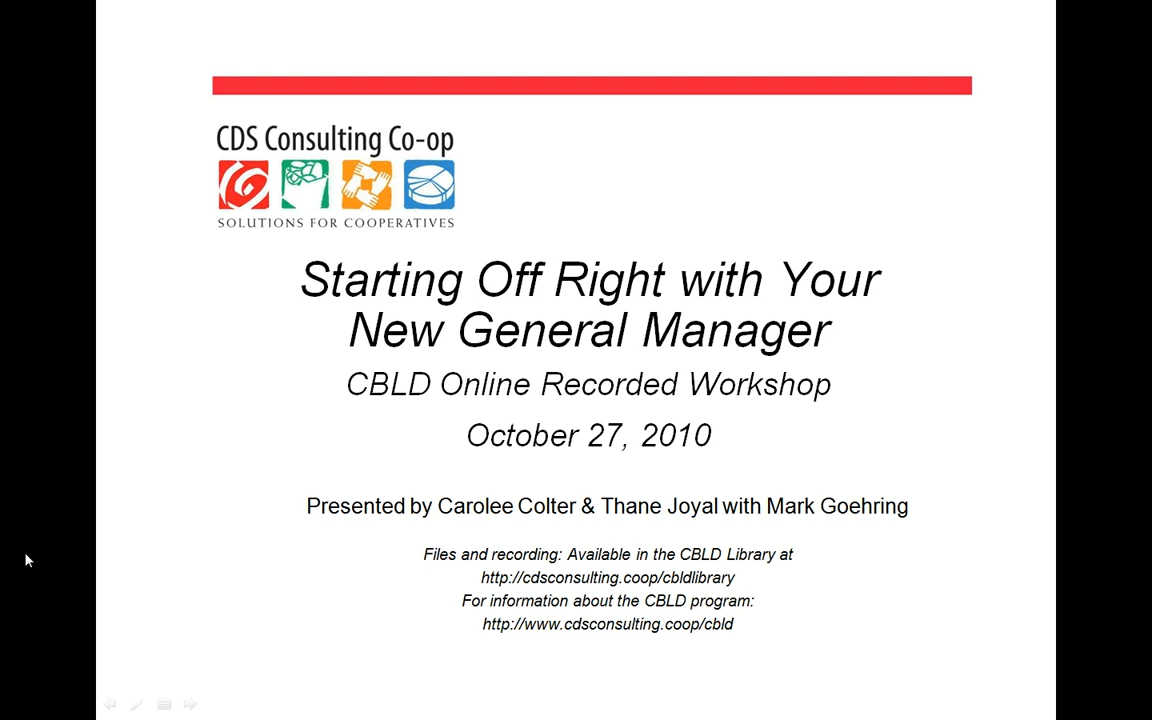 CDS Consulting Co-op
SOLUTIONS FOR COOPERATIVES
Starting Off Right with Your
New General Manager
CBLD Online Recorded Workshop
October 27, 2010
Presented by Carolee Colter & Thane Joyal with Mark Goehring
Files and recording: Available in the CBLD Library at
http://cdsconsulting.coop/cbldlibrary
For information about the CBLD program:
http://www.cdsconsulting.coop/cbld